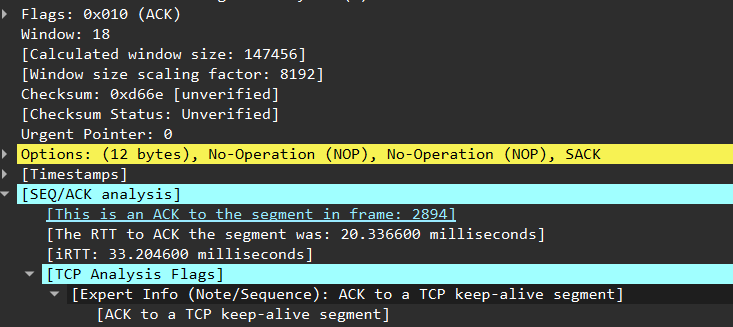 Flags: 0x010 (ACK)
Window: 18
[Calculated window size: 147456]
[Window size scaling factor: 8192]
Checksum: 0xd66e [unverified]
[Checksum Status: Unverified]
Urgent Pointer: 0
Options: (12 bytes), No-Operation (NOP), No-Operation (NOP), SACK
[Timestamps]
[SEQ/ACK analysis]
[This is an ACK to the segment in frame: 2894]
[The RTT to ACK the segment was: 20.336600 milliseconds]
[iRTT: 33.204600 milliseconds]
[TCP Analysis Flags]
[Expert Info (Note/Sequence): ACK to a TCP keep-alive segment]
[ACK to a TCP keep-alive segment]